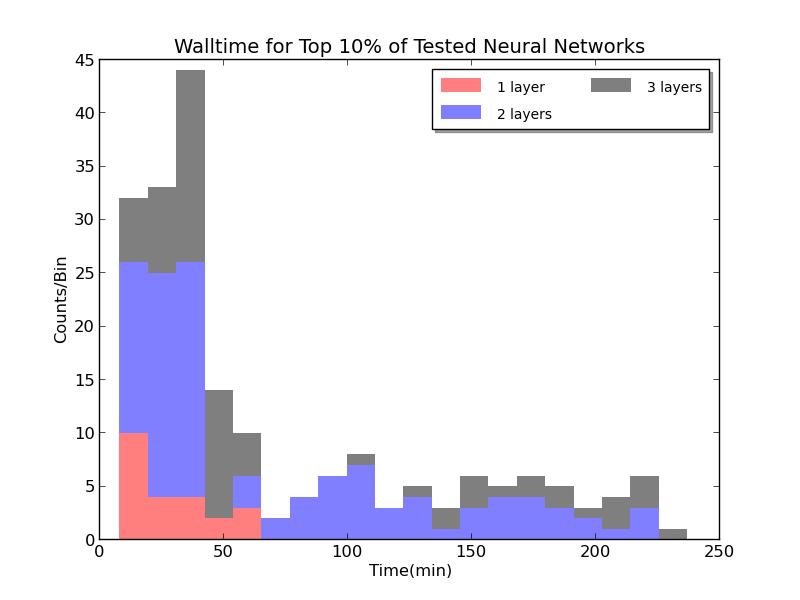 Walltime for Top 10% of Tested Neural Networks
1 layer
2 layers
3 layers
Counts/Bin
45
40
35
30
25
20
15
10
5
0
0 50 100 150 200 250
Time(min)